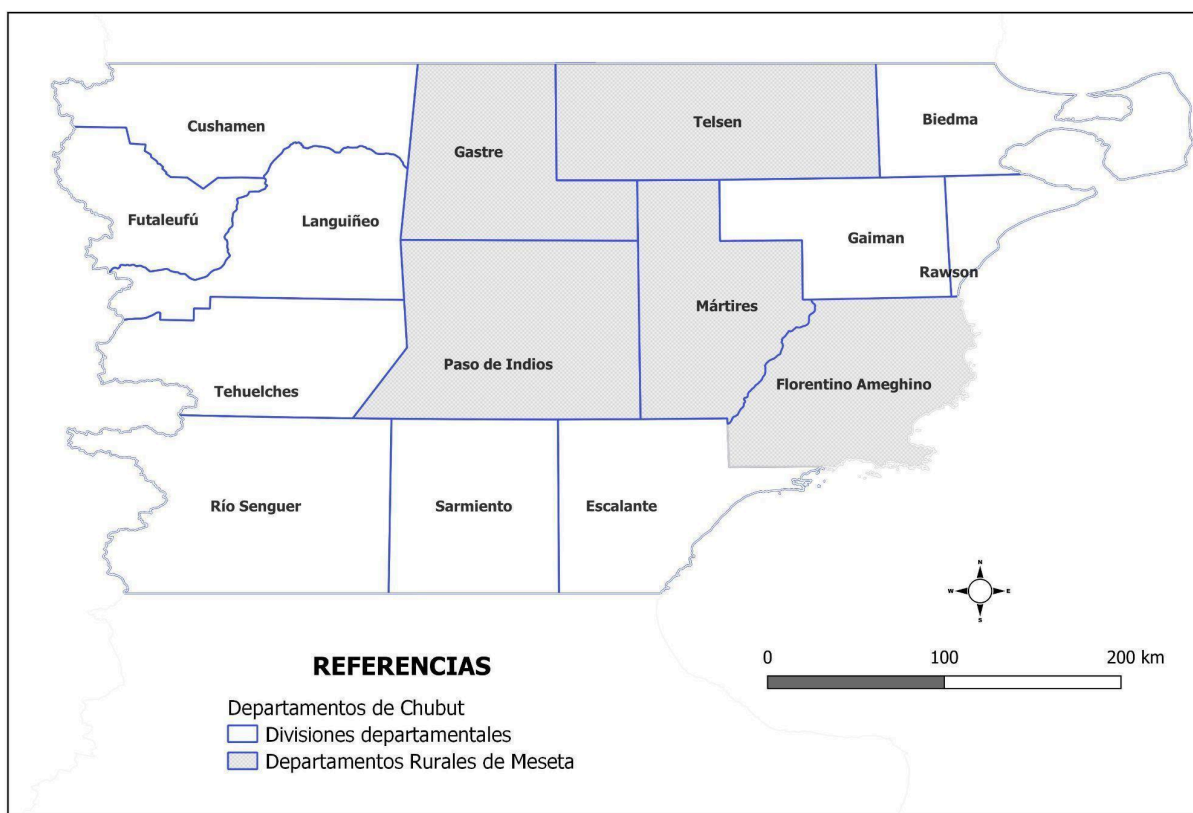 Cushamen
Gastre
Telsen
Biedma
Futaleufú
Languiñeo
Gaiman
Rawson
Mártires
Paso de Indios
Florentino Ameghino
Tehuelches
Río Senguer
Sarmiento
Escalante
N
W E
S
REFERENCIAS
0 100 200 km
Departamentos de Chubut
Divisiones departamentales
Departamentos Rurales de Meseta